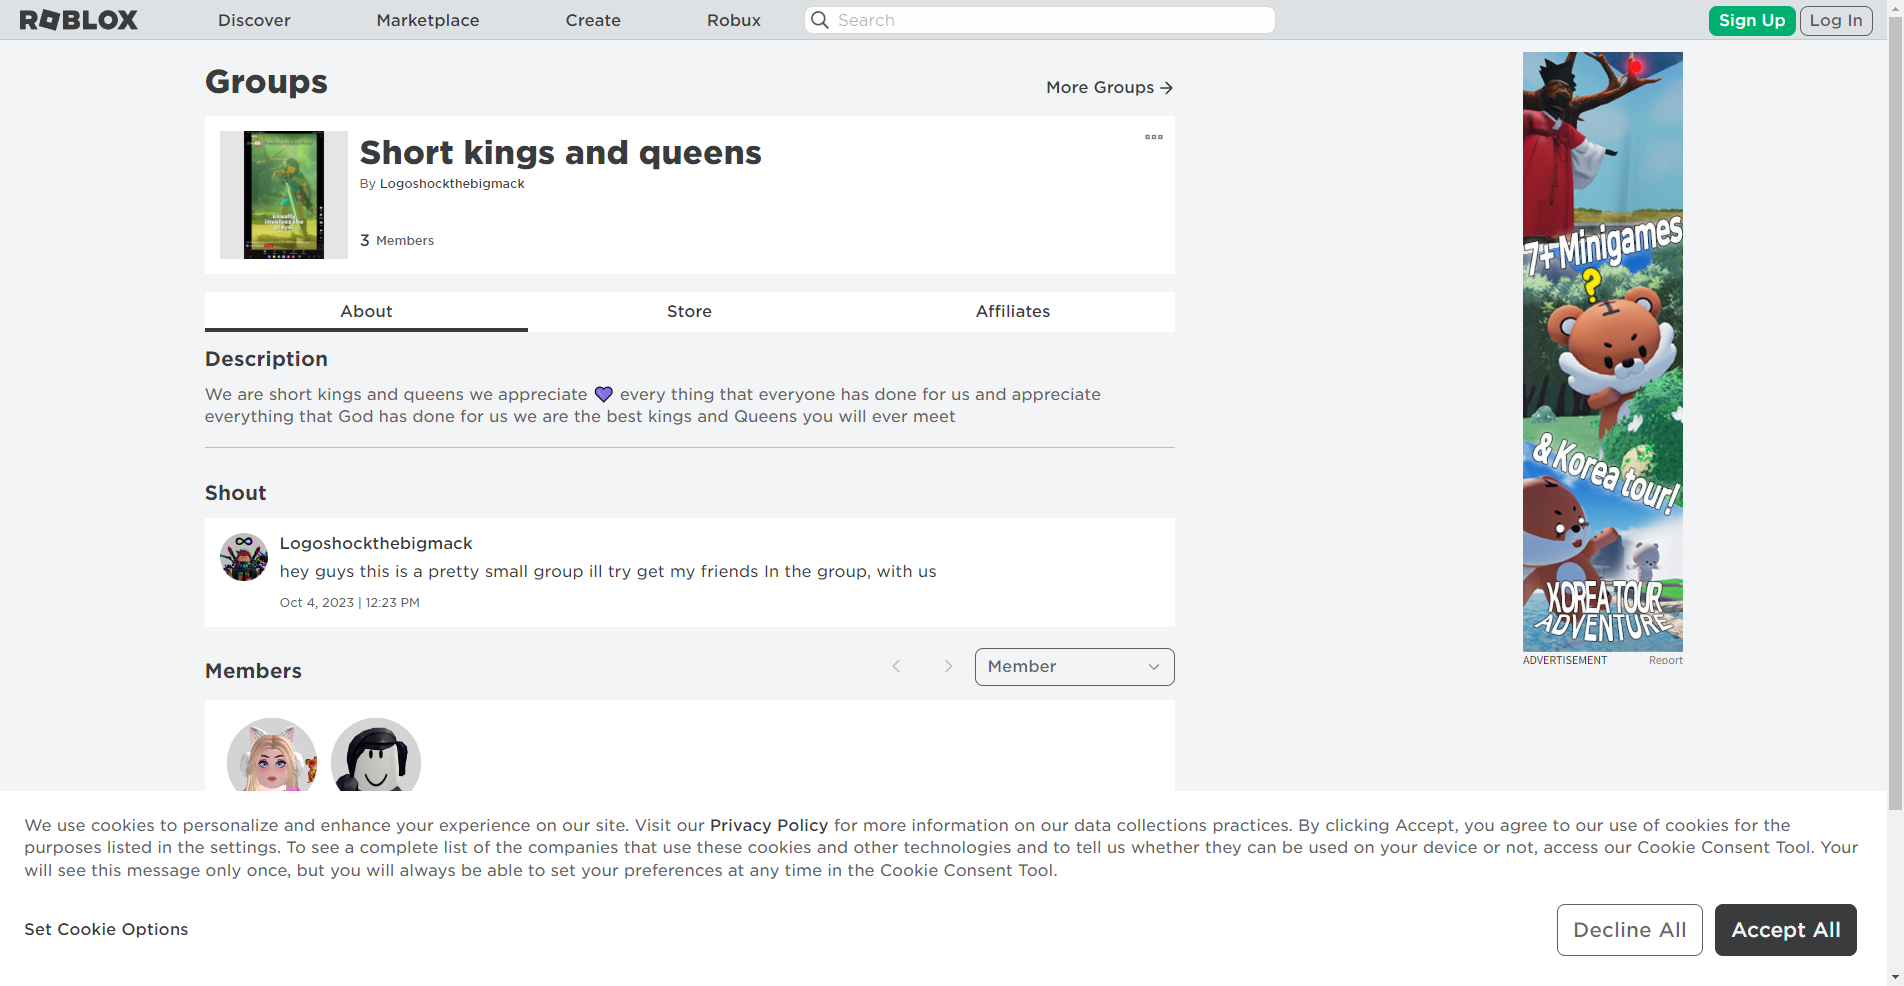 ROBLOX
Discover
Marketplace
Create
Robux
Search
Sign Up
Log In
Groups
More Groups
Short kings and queens
By Logoshockthebigmack
3 Members
usually
involves the
player
About
Store
Affiliates
Description
We are short kings and queens we appreciate 💜 every thing that everyone has done for us and appreciate
everything that God has done for us we are the best kings and Queens you will ever meet
Shout
Logoshockthebigmack
hey guys this is a pretty small group ill try get my friends In the group, with us
Oct 4, 2023 | 12:23 PM
Members
Member
7+ Minigames
?
& Korea tour!
KOREA TOUR
ADVENTURE
ADVERTISEMENT
Report
We use cookies to personalize and enhance your experience on our site. Visit our Privacy Policy for more information on our data collections practices. By clicking Accept, you agree to our use of cookies for the
purposes listed in the settings. To see a complete list of the companies that use these cookies and other technologies and to tell us whether they can be used on your device or not, access our Cookie Consent Tool. Your
will see this message only once, but you will always be able to set your preferences at any time in the Cookie Consent Tool.
Set Cookie Options
Decline All
Accept All